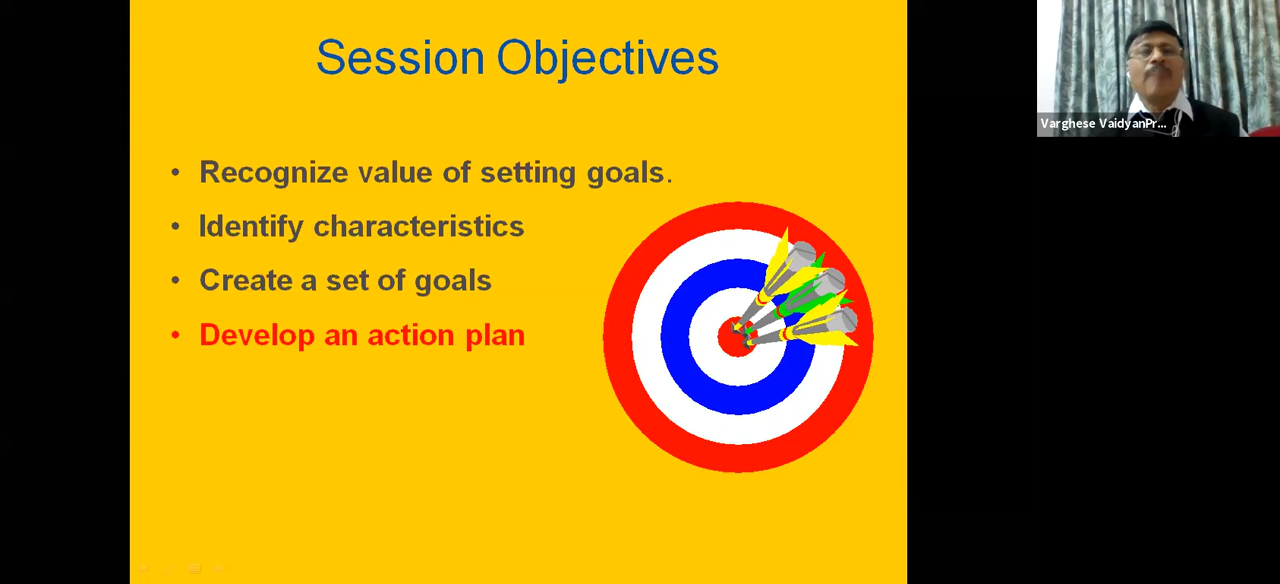 Session Objectives
• Recognize value of setting goals.
• Identify characteristics
• Create a set of goals
• Develop an action plan
Varghese VaidyanPr...